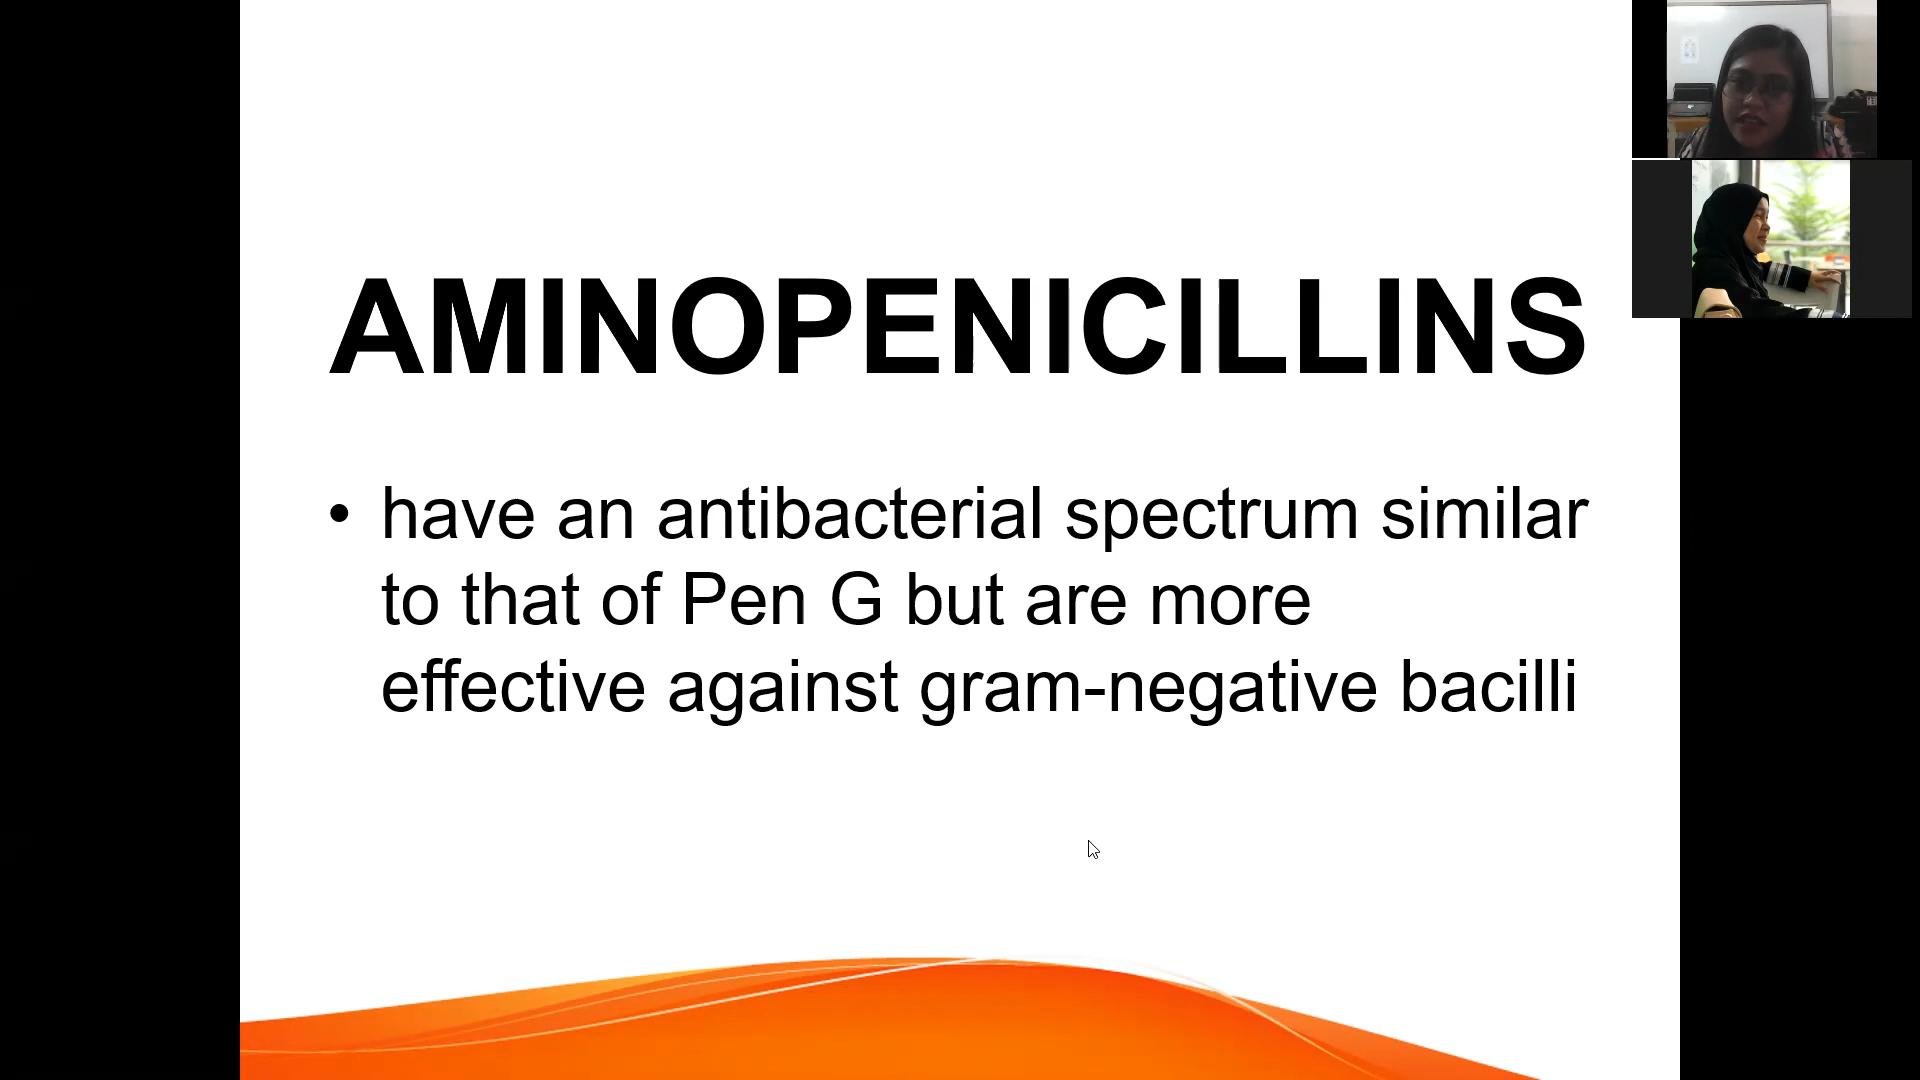 AMINOPENICILLINS
• have an antibacterial spectrum similar
to that of Pen G but are more
effective against gram-negative bacilli